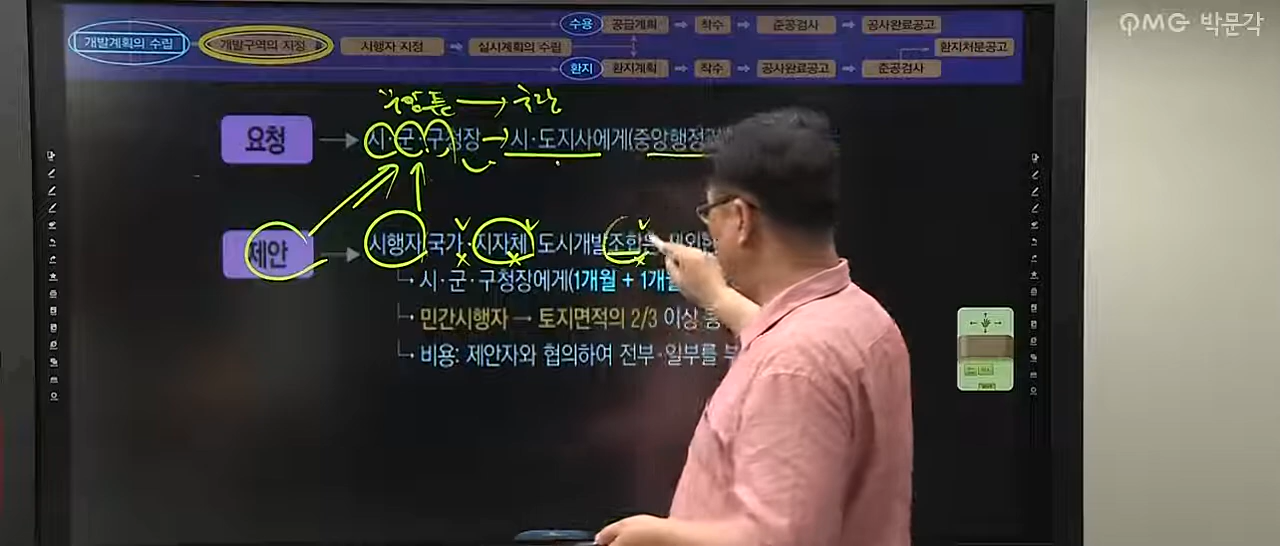 QMG 박문각
수용 공급계획 → 착수 → 준공검사 → 공사완료공고
개발계획의 수립 개발구역의 지정 시행자 지정 → 실시계획의 수립 환지처분공고
환지 환지계획 → 착수 → 공사완료공고 → 준공검사
요청 → 시·군·구청장 → 시·도지사에게(중앙행정
제안 → 시행자 국가·지자체, 도시개발조합은
시·군·구청장에게(1개월 + 1개
민간시행자 → 토지면적의 2/3 이상
비용: 제안자와 협의하여 전부·일부를